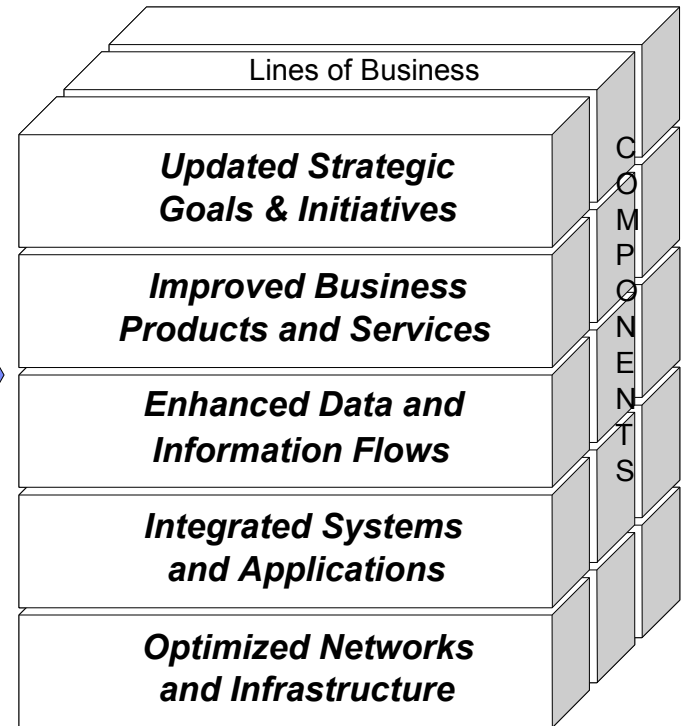 Lines of Business
Updated Strategic
Goals & Initiatives
Improved Business
Products and Services
Enhanced Data and
Information Flows
Integrated Systems
and Applications
Optimized Networks
and Infrastructure
C
O
M
P
O
N
E
N
T
S